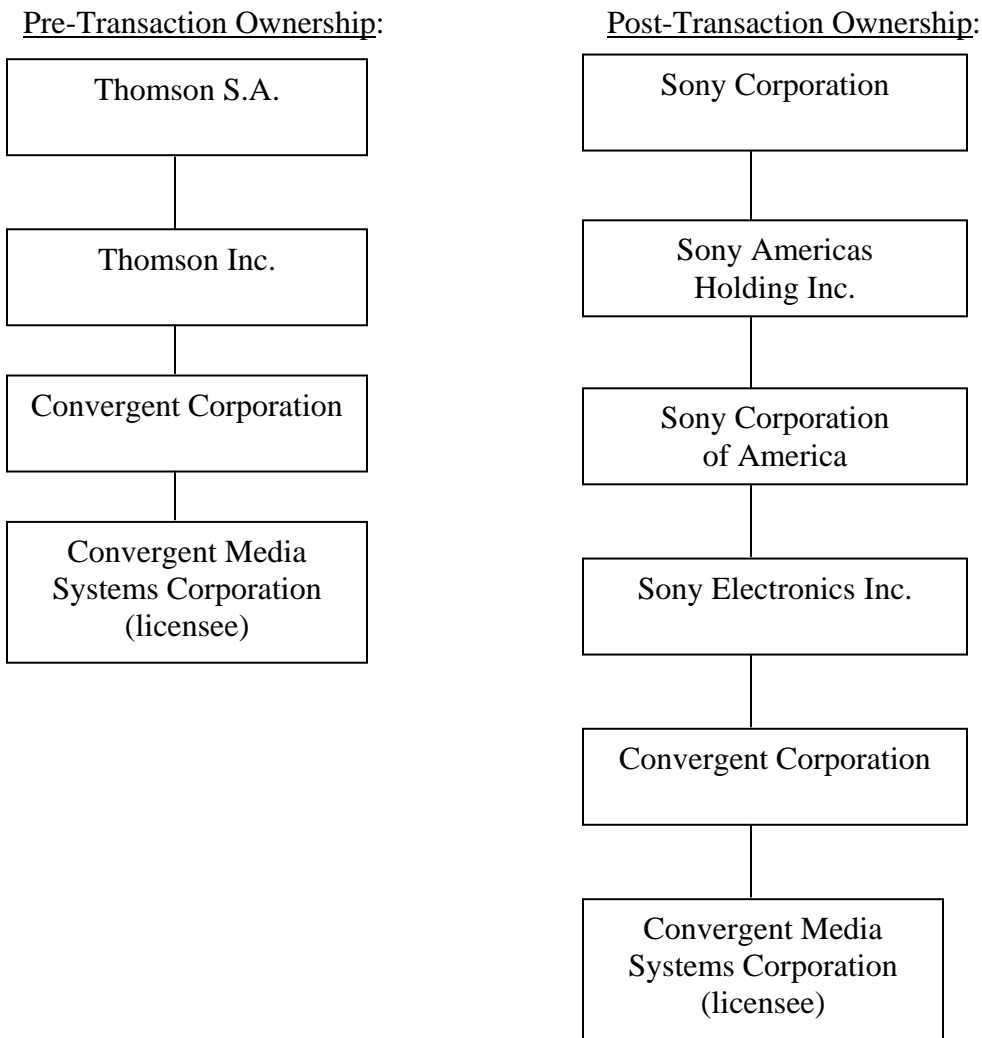 Pre-Transaction Ownership:
Thomson S.A.
Thomson Inc.
Convergent Corporation
Convergent Media
Systems Corporation
(licensee)
Post-Transaction Ownership:
Sony Corporation
Sony Americas
Holding Inc.
Sony Corporation
of America
Sony Electronics Inc.
Convergent Corporation
Convergent Media
Systems Corporation
(licensee)